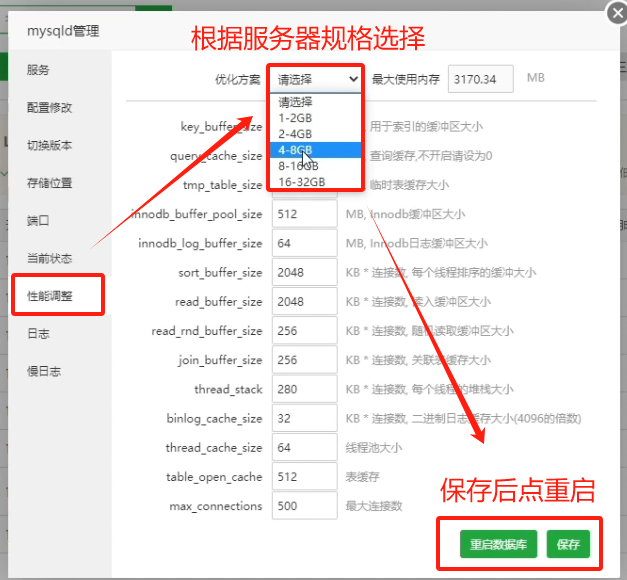 mysqld管理
根据服务器规格选择
服务
配置修改
切换版本
存储位置
端口
当前状态
性能调整
日志
慢日志
优化方案 请选择 最大使用内存 3170.34 MB
请选择
1-2GB
2-4GB
4-8GB
8-16GB
16-32GB
key_buffer_size , 用于索引的缓冲区大小
query_cache_size , 查询缓存,不开启请设为0
tmp_table_size 临时表缓存大小
innodb_buffer_pool_size 512 MB, Innodb缓冲区大小
innodb_log_buffer_size 64 MB, Innodb日志缓冲区大小
sort_buffer_size 2048 KB * 连接数, 每个线程排序的缓冲大小
read_buffer_size 2048 KB * 连接数, 读入缓冲区大小
read_rnd_buffer_size 256 KB * 连接数, 随机读取缓冲区大小
join_buffer_size 256 KB * 连接数, 关联表缓存大小
thread_stack 280 KB * 连接数, 每个线程的堆栈大小
binlog_cache_size 32 KB * 连接数, 二进制日志缓存大小(4096的倍数)
thread_cache_size 64 线程池大小
table_open_cache 512 表缓存
max_connections 500 最大连接数
保存后点重启
重启数据库 保存